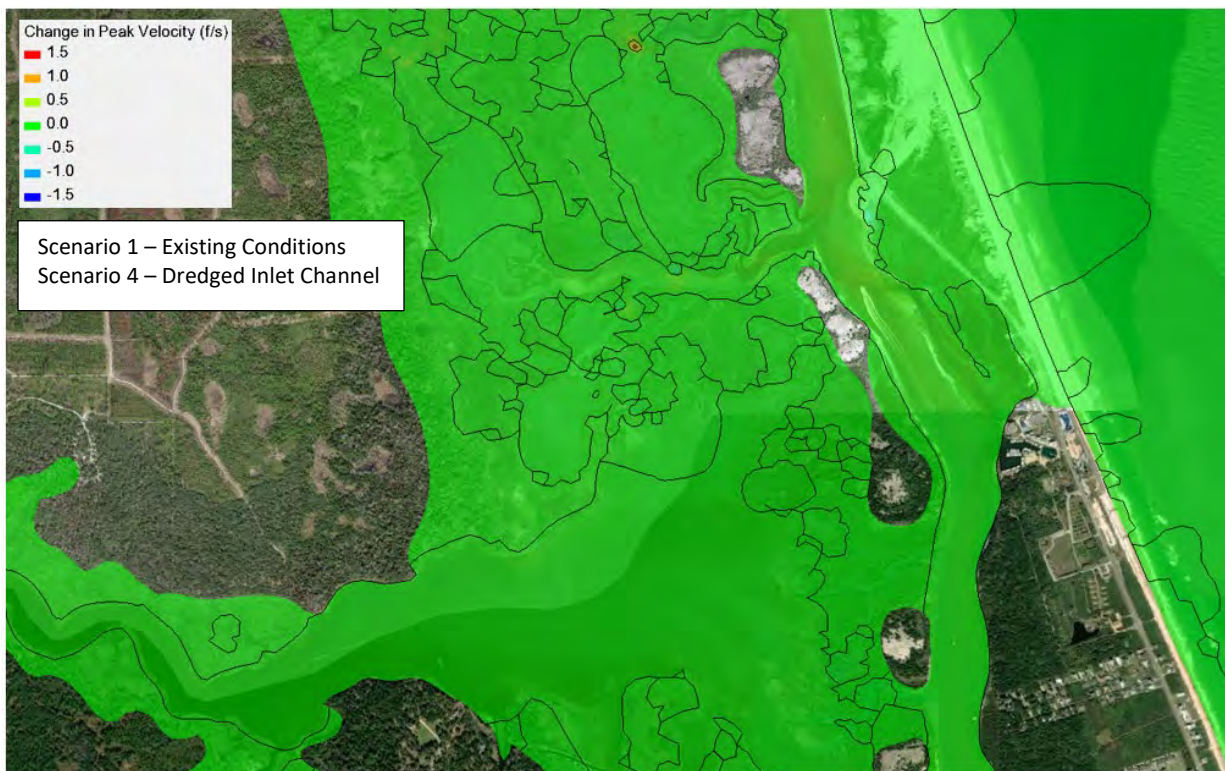 Change in Peak Velocity (f/s)
1.5
1.0
0.5
0.0
-0.5
-1.0
-1.5
Scenario 1 – Existing Conditions
Scenario 4 – Dredged Inlet Channel